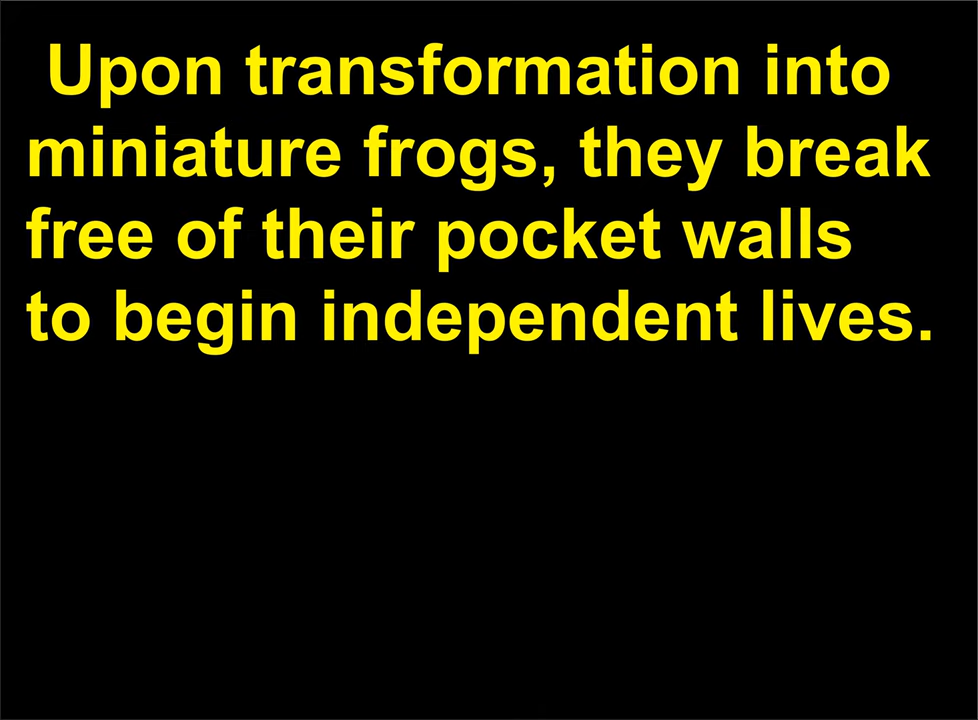 Upon transformation into
miniature frogs, they break
free of their pocket walls
to begin independent lives.